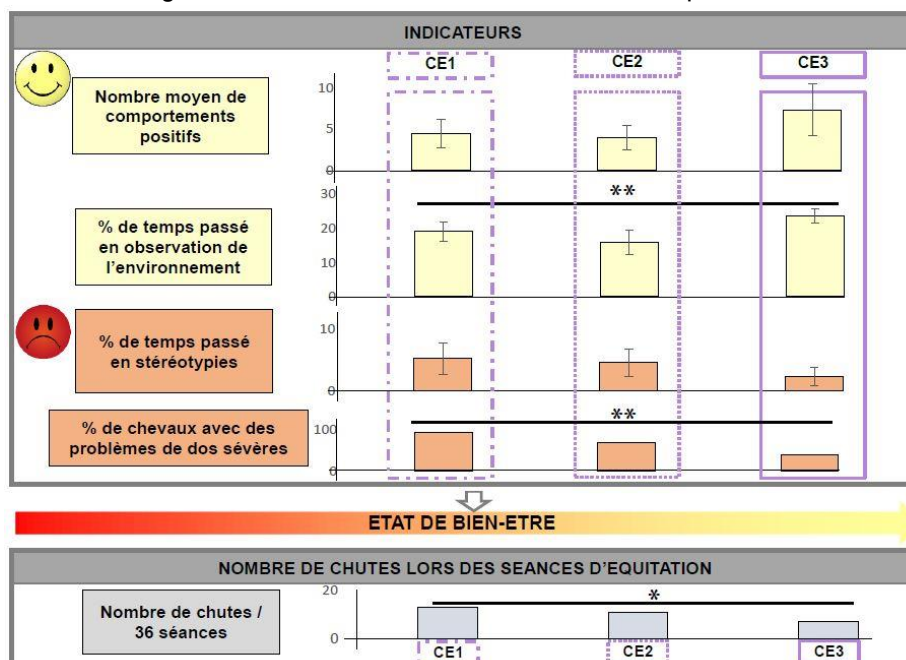 INDICATEURS
CE1
CE2
CE3
Nombre moyen de
comportements
positifs
10
5
0
% de temps passé
en observation de
l'environnement
30
20
10
0
**
% de temps passé
en stéréotypies
10
0
% de chevaux avec des
problèmes de dos sévères
100
0
**
ETAT DE BIEN-ETRE
NOMBRE DE CHUTES LORS DES SEANCES D'EQUITATION
Nombre de chutes /
36 séances
20
0
*
CE1
CE2
CE3